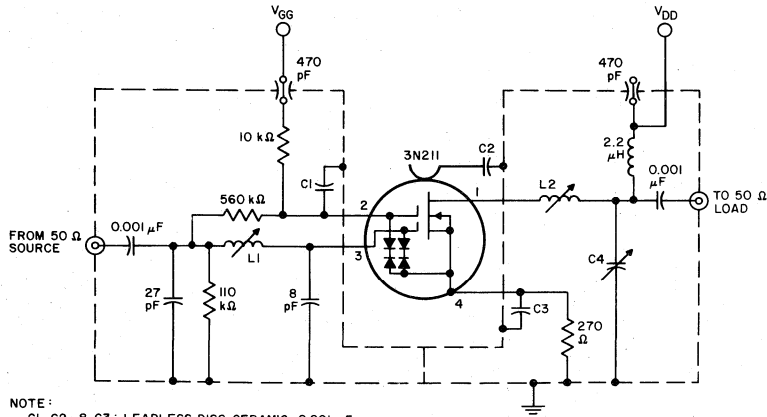 VGG
VDD
470 pF
470 pF
10 kΩ
C1
C2
3N211
2.2 μH
0.001 μF
560 kΩ
2
1
L2
TO 50 Ω LOAD
FROM 50 Ω SOURCE
0.001 μF
L1
3
C4
27 pF
110 kΩ
8 pF
4
C3
270 Ω
NOTE: